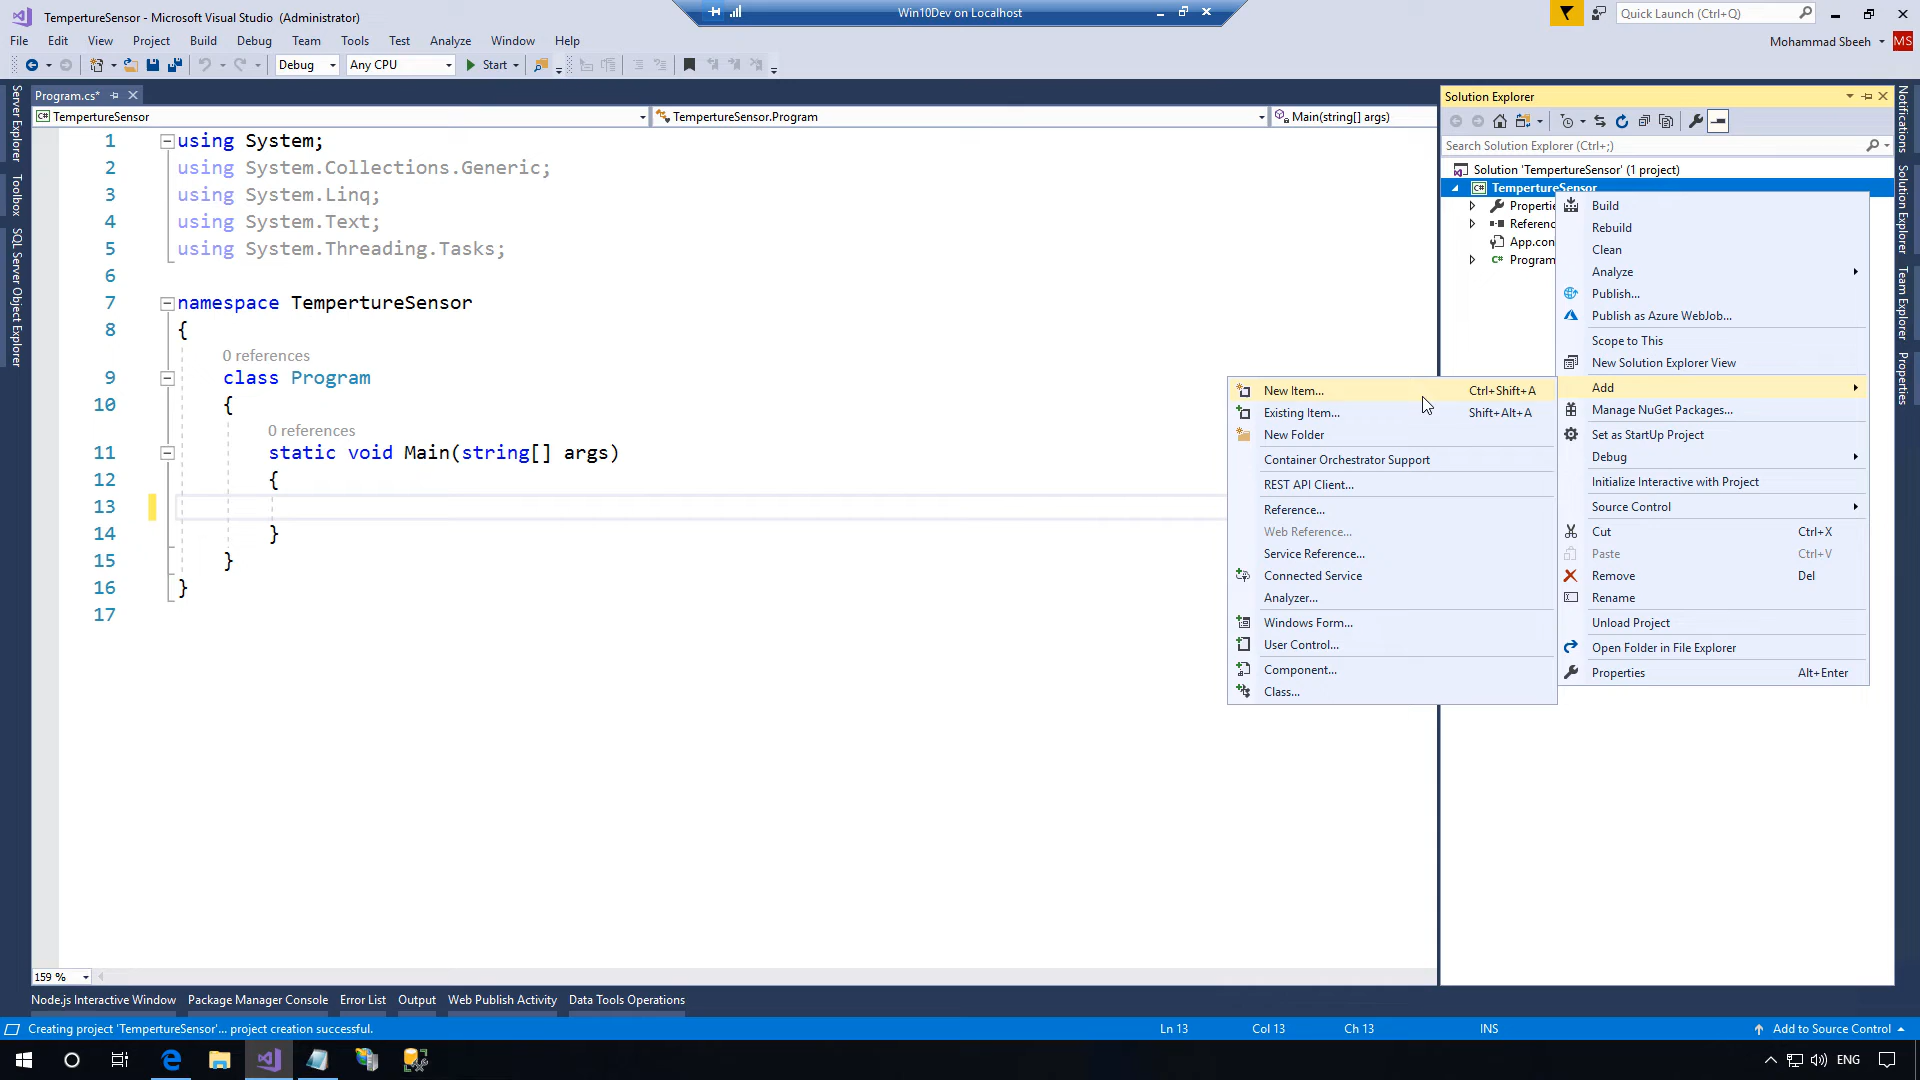 TempertureSensor - Microsoft Visual Studio (Administrator)
Win10Dev on Localhost
Quick Launch (Ctrl+Q)
File Edit View Project Build Debug Team Tools Test Analyze Window Help
Mohammad Sbeeh MS
Debug Any CPU Start
Server Explorer
Toolbox
SQL Server Object Explorer
Program.cs*
TempertureSensor TempertureSensor.Program Main(string[] args)
1 using System;
2 using System.Collections.Generic;
3 using System.Linq;
4 using System.Text;
5 using System.Threading.Tasks;
6
7 namespace TempertureSensor
8 {
0 references
9 class Program
10 {
0 references
11 static void Main(string[] args)
12 {
13
14 }
15 }
16 }
17
159 %
Solution Explorer
Search Solution Explorer (Ctrl+;)
Solution 'TempertureSensor' (1 project)
TempertureSensor
Propertie
Referenc
App.con
Program
Build
Rebuild
Clean
Analyze
Publish...
Publish as Azure WebJob...
Scope to This
New Solution Explorer View
Add
Manage NuGet Packages...
Set as StartUp Project
Debug
Initialize Interactive with Project
Source Control
Cut Ctrl+X
Paste Ctrl+V
Remove Del
Rename
Unload Project
Open Folder in File Explorer
Properties Alt+Enter
New Item... Ctrl+Shift+A
Existing Item... Shift+Alt+A
New Folder
Container Orchestrator Support
REST API Client...
Reference...
Web Reference...
Service Reference...
Connected Service
Analyzer...
Windows Form...
User Control...
Component...
Class...
Notifications
Solution Explorer
Team Explorer
Properties
Node.js Interactive Window Package Manager Console Error List Output Web Publish Activity Data Tools Operations
Creating project 'TempertureSensor'... project creation successful. Ln 13 Col 13 Ch 13 INS Add to Source Control
ENG